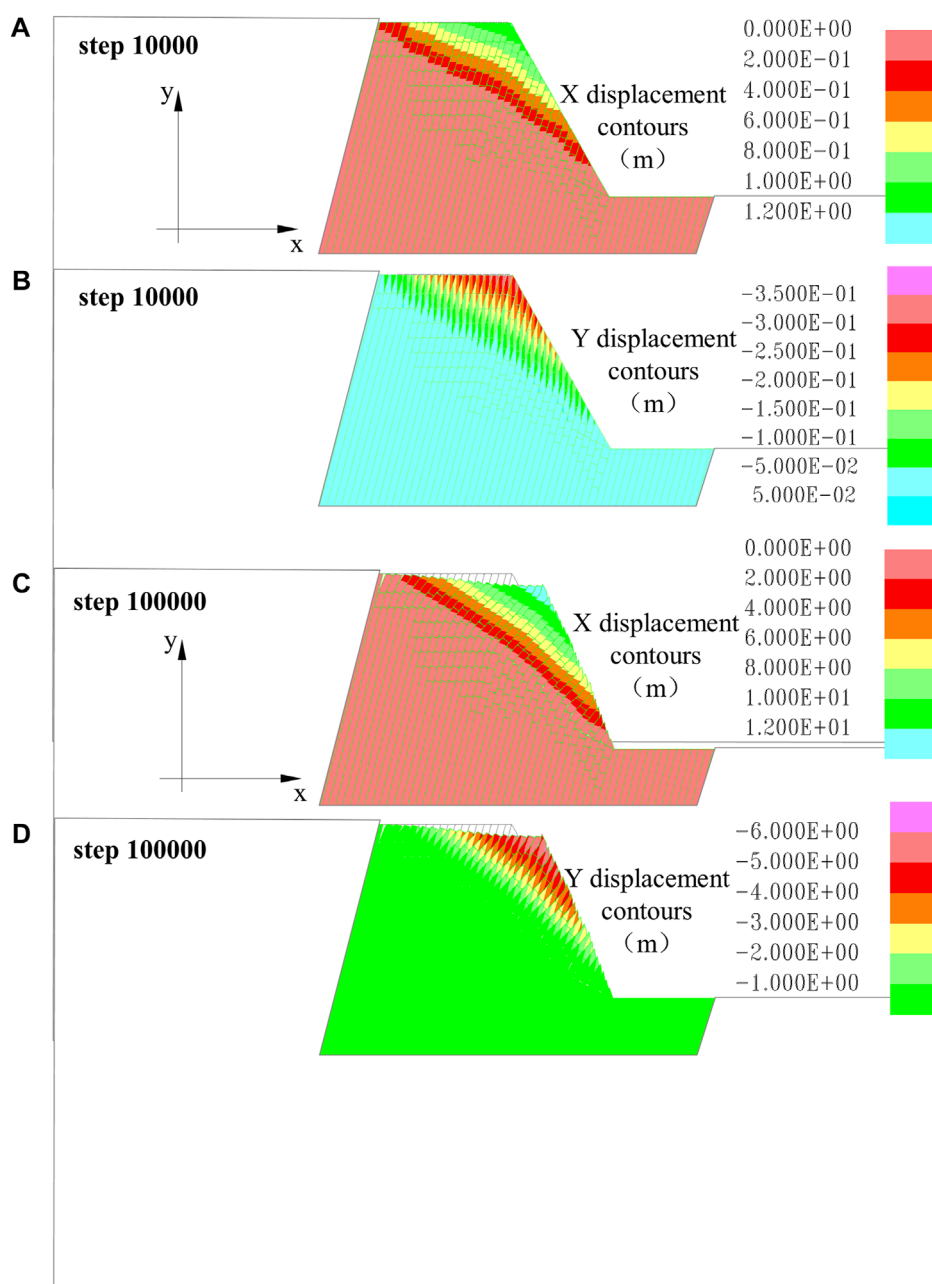 A
step 10000
y
x
X displacement
contours
（m）
0.000E+00
2.000E-01
4.000E-01
6.000E-01
8.000E-01
1.000E+00
1.200E+00
B
step 10000
Y displacement
contours
（m）
-3.500E-01
-3.000E-01
-2.500E-01
-2.000E-01
-1.500E-01
-1.000E-01
-5.000E-02
5.000E-02
C
step 100000
y
x
X displacement
contours
（m）
0.000E+00
2.000E+00
4.000E+00
6.000E+00
8.000E+00
1.000E+01
1.200E+01
D
step 100000
Y displacement
contours
（m）
-6.000E+00
-5.000E+00
-4.000E+00
-3.000E+00
-2.000E+00
-1.000E+00